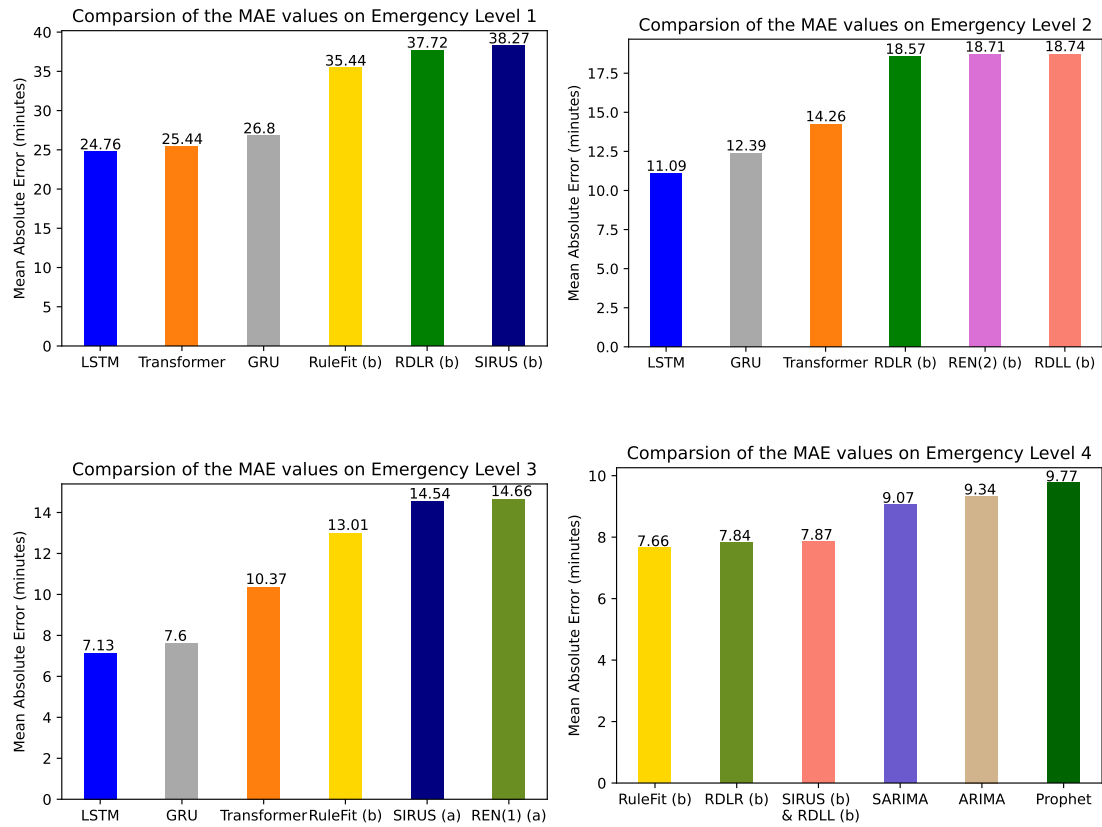 Comparsion of the MAE values on Emergency Level 1
Mean Absolute Error (minutes)
40
35
30
25
20
15
10
5
0
24.76
25.44
26.8
35.44
37.72
38.27
LSTM
Transformer
GRU
RuleFit (b)
RDLR (b)
SIRUS (b)
Comparsion of the MAE values on Emergency Level 2
Mean Absolute Error (minutes)
17.5
15.0
12.5
10.0
7.5
5.0
2.5
0.0
11.09
12.39
14.26
18.57
18.71
18.74
LSTM
GRU
Transformer
RDLR (b)
REN(2) (b)
RDLL (b)
Comparsion of the MAE values on Emergency Level 3
Mean Absolute Error (minutes)
14
12
10
8
6
4
2
0
7.13
7.6
10.37
13.01
14.54
14.66
LSTM
GRU
Transformer
RuleFit (b)
SIRUS (a)
REN(1) (a)
Comparsion of the MAE values on Emergency Level 4
Mean Absolute Error (minutes)
10
8
6
4
2
0
7.66
7.84
7.87
9.07
9.34
9.77
RuleFit (b)
RDLR (b)
SIRUS (b)
& RDLL (b)
SARIMA
ARIMA
Prophet